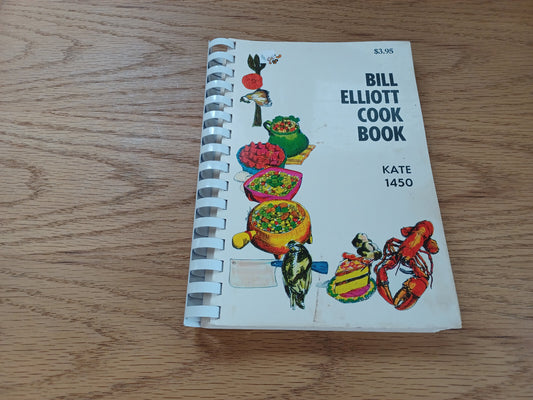 $3.95
BILL
ELLIOTT
COOK
BOOK
KATE
1450